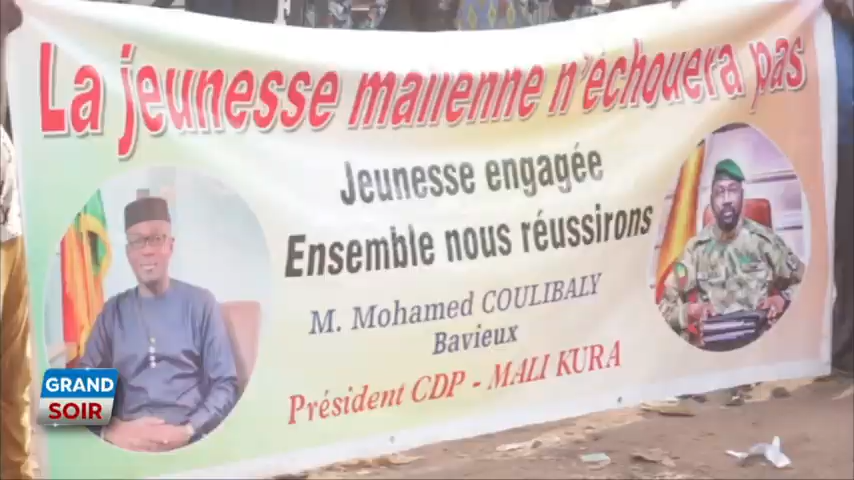 La jeunesse malienne n'échouera pas
Jeunesse engagée
Ensemble nous réussirons
M. Mohamed COULIBALY
Bavieux
Président CDP - MALI KURA
GRAND
SOIR